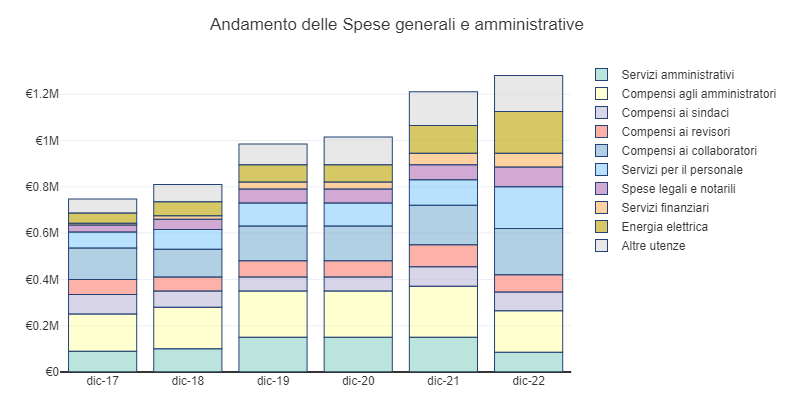 Andamento delle Spese generali e amministrative
€1.2M
€1M
€0.8M
€0.6M
€0.4M
€0.2M
€0
dic-17 dic-18 dic-19 dic-20 dic-21 dic-22
Servizi amministrativi
Compensi agli amministratori
Compensi ai sindaci
Compensi ai revisori
Compensi ai collaboratori
Servizi per il personale
Spese legali e notarili
Servizi finanziari
Energia elettrica
Altre utenze